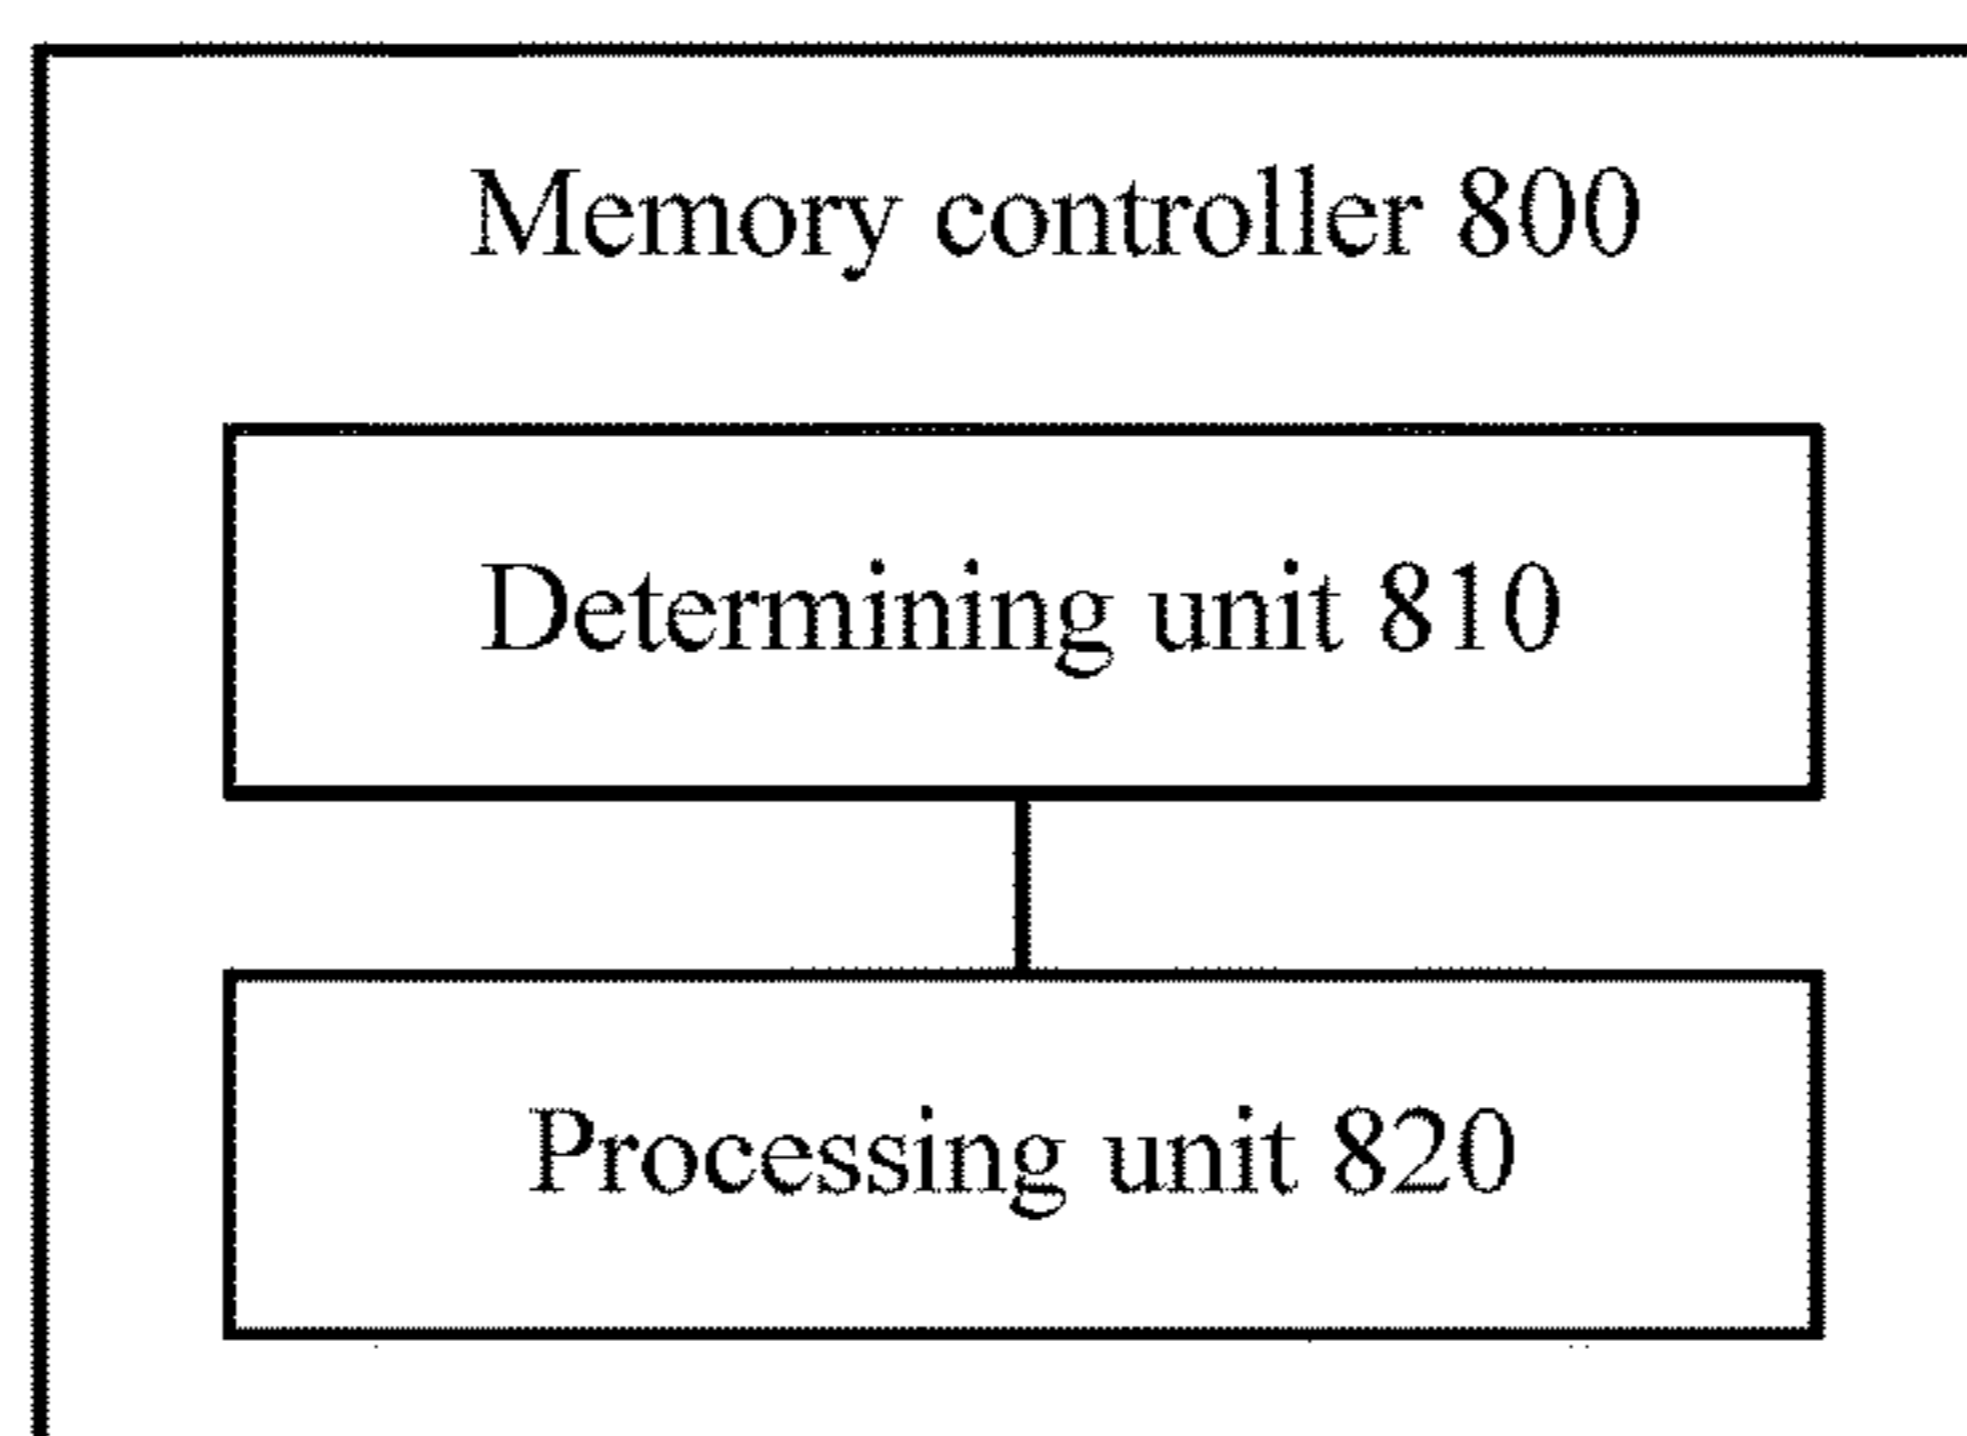 Memory controller 800
Determining unit 810
Processing unit 820